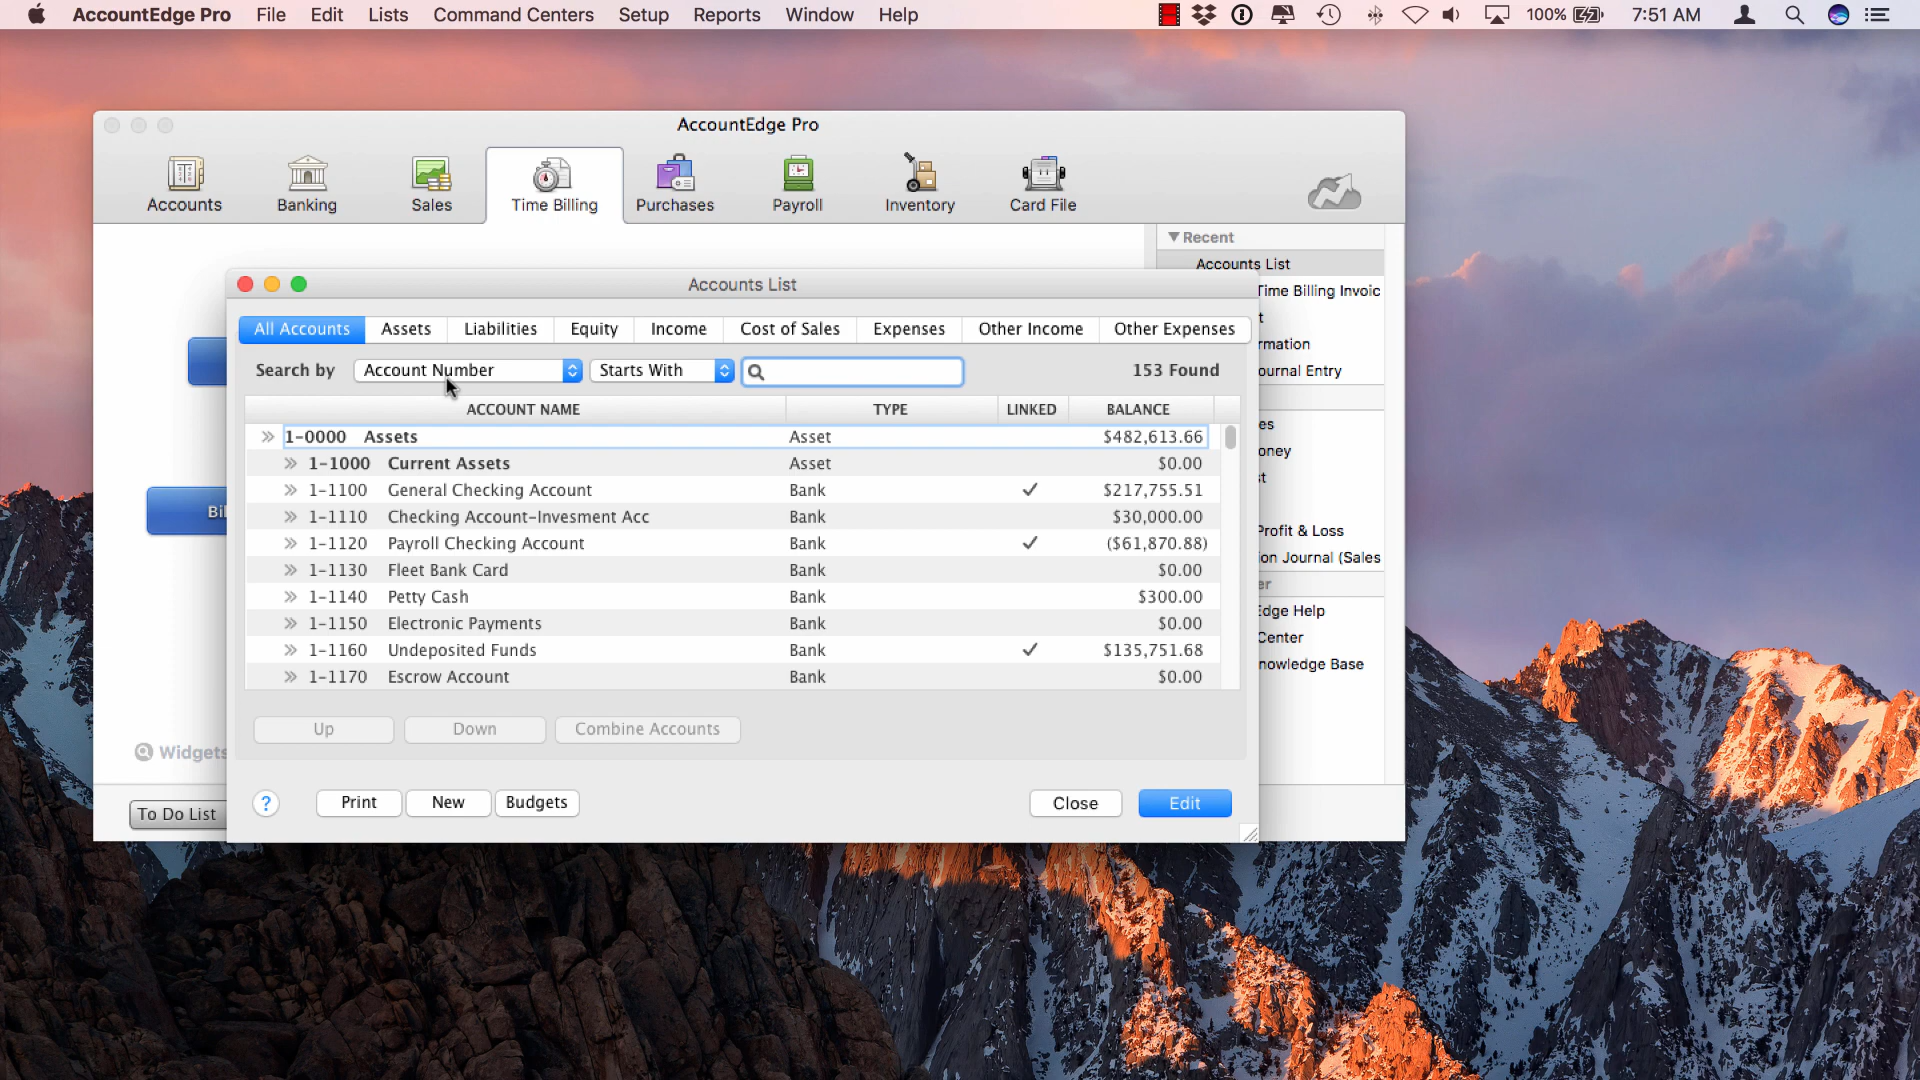 AccountEdge Pro File Edit Lists Command Centers Setup Reports Window Help 100% 7:51 AM
AccountEdge Pro
Accounts Banking Sales Time Billing Purchases Payroll Inventory Card File
Recent
Accounts List
Time Billing Invoic
t
rmation
ournal Entry
es
oney
t
Profit & Loss
on Journal (Sales
er
Edge Help
Center
nowledge Base
Bil
Widgets
To Do List
Accounts List
All Accounts Assets Liabilities Equity Income Cost of Sales Expenses Other Income Other Expenses
Search by Account Number Starts With 153 Found
ACCOUNT NAME TYPE LINKED BALANCE
1-0000 Assets Asset $482,613.66
1-1000 Current Assets Asset $0.00
1-1100 General Checking Account Bank ✓ $217,755.51
1-1110 Checking Account-Invesment Acc Bank $30,000.00
1-1120 Payroll Checking Account Bank ✓ ($61,870.88)
1-1130 Fleet Bank Card Bank $0.00
1-1140 Petty Cash Bank $300.00
1-1150 Electronic Payments Bank $0.00
1-1160 Undeposited Funds Bank ✓ $135,751.68
1-1170 Escrow Account Bank $0.00
Up Down Combine Accounts
? Print New Budgets Close Edit